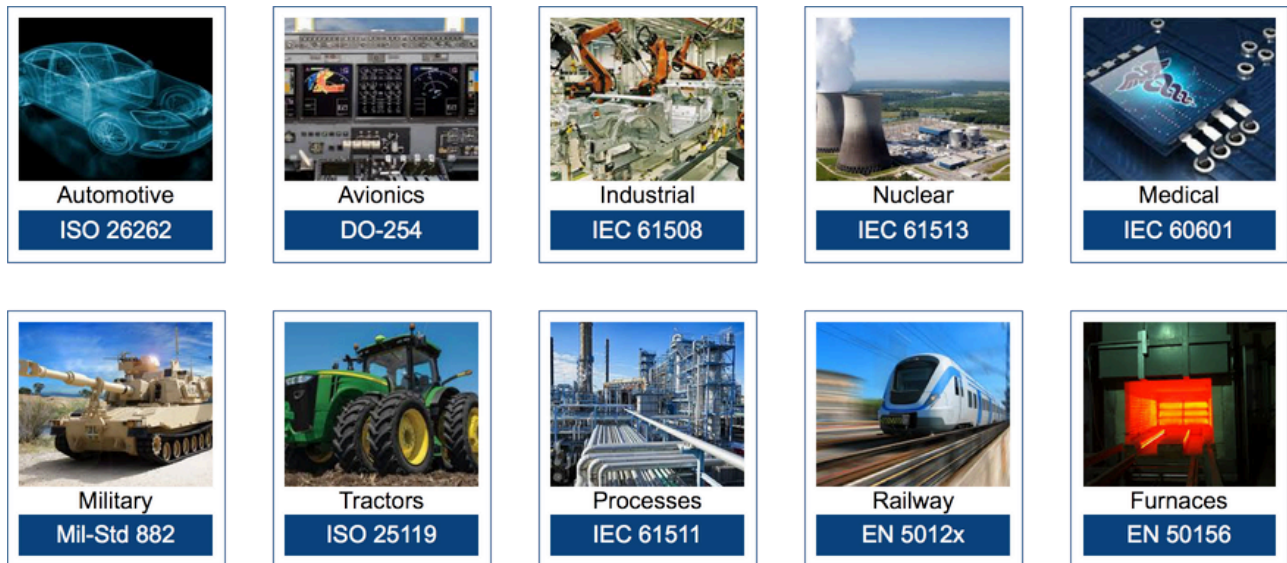 Automotive
ISO 26262
Avionics
DO-254
Industrial
IEC 61508
Nuclear
IEC 61513
Medical
IEC 60601
Military
Mil-Std 882
Tractors
ISO 25119
Processes
IEC 61511
Railway
EN 5012x
Furnaces
EN 50156